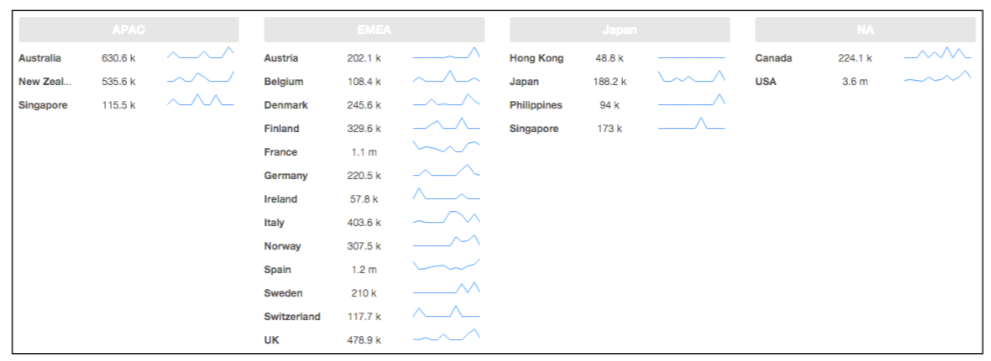 APAC
Australia 630.6 k
New Zeal... 535.6 k
Singapore 115.5 k
EMEA
Austria 202.1 k
Belgium 108.4 k
Denmark 245.6 k
Finland 329.6 k
France 1.1 m
Germany 220.5 k
Ireland 57.8 k
Italy 403.6 k
Norway 307.5 k
Spain 1.2 m
Sweden 210 k
Switzerland 117.7 k
UK 478.9 k
Japan
Hong Kong 48.8 k
Japan 188.2 k
Philippines 94 k
Singapore 173 k
NA
Canada 224.1 k
USA 3.6 m